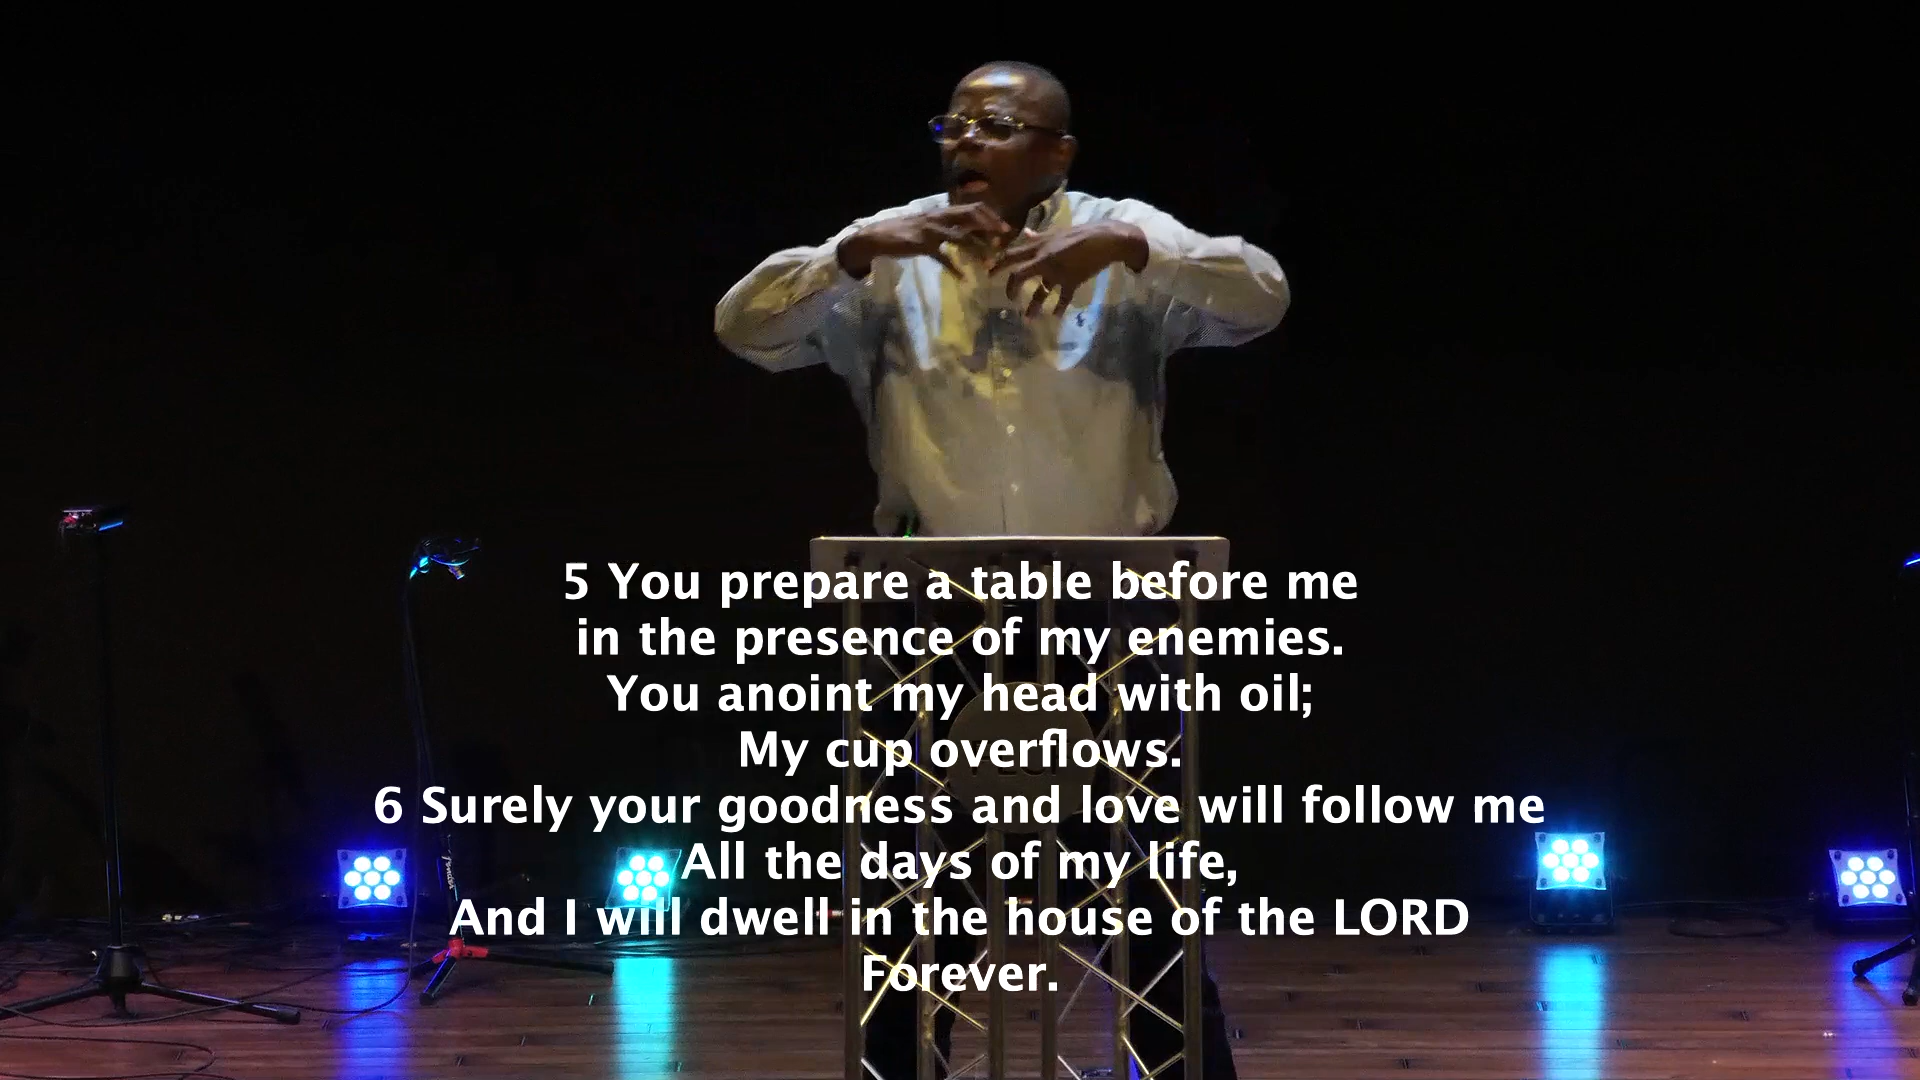 5 You prepare a table before me
in the presence of my enemies.
You anoint my head with oil;
My cup overflows.
6 Surely your goodness and love will follow me
All the days of my life,
And I will dwell in the house of the LORD
Forever.